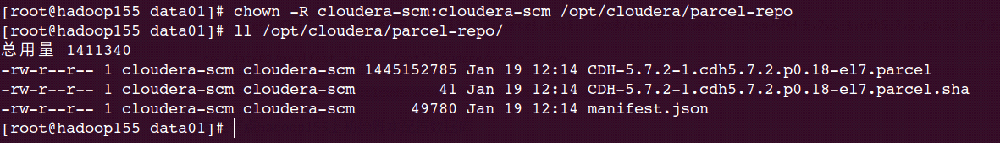 [root@hadoop155 data01]# chown -R cloudera-scm:cloudera-scm /opt/cloudera/parcel-repo
[root@hadoop155 data01]# ll /opt/cloudera/parcel-repo/
总用量 1411340
-rw-r--r-- 1 cloudera-scm cloudera-scm 1445152785 Jan 19 12:14 CDH-5.7.2-1.cdh5.7.2.p0.18-el7.parcel
-rw-r--r-- 1 cloudera-scm cloudera-scm         41 Jan 19 12:14 CDH-5.7.2-1.cdh5.7.2.p0.18-el7.parcel.sha
-rw-r--r-- 1 cloudera-scm cloudera-scm      49780 Jan 19 12:14 manifest.json
[root@hadoop155 data01]#